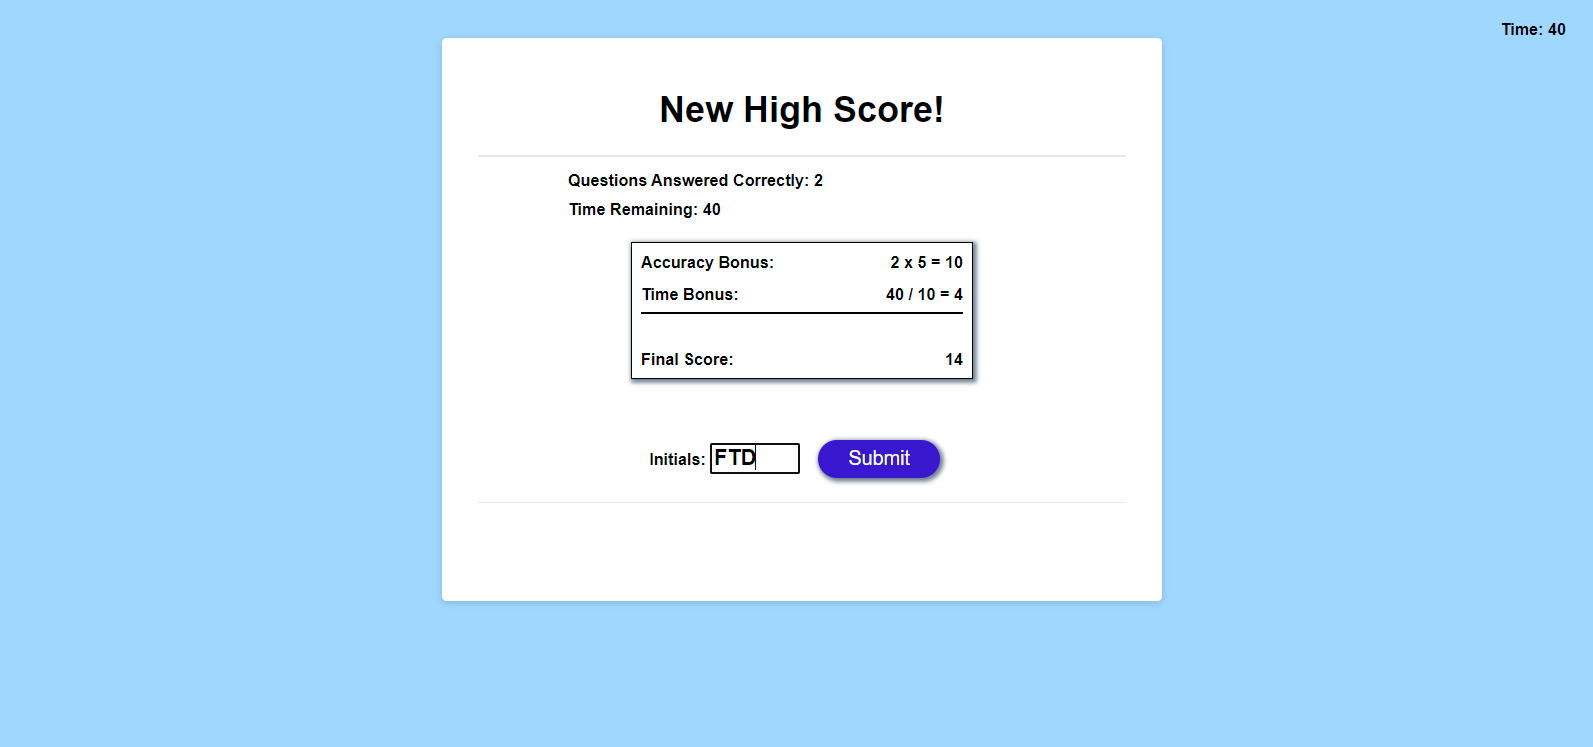 Time: 40
New High Score!
Questions Answered Correctly: 2
Time Remaining: 40
Accuracy Bonus: 2 x 5 = 10
Time Bonus: 40 / 10 = 4
Final Score: 14
Initials: FTD Submit